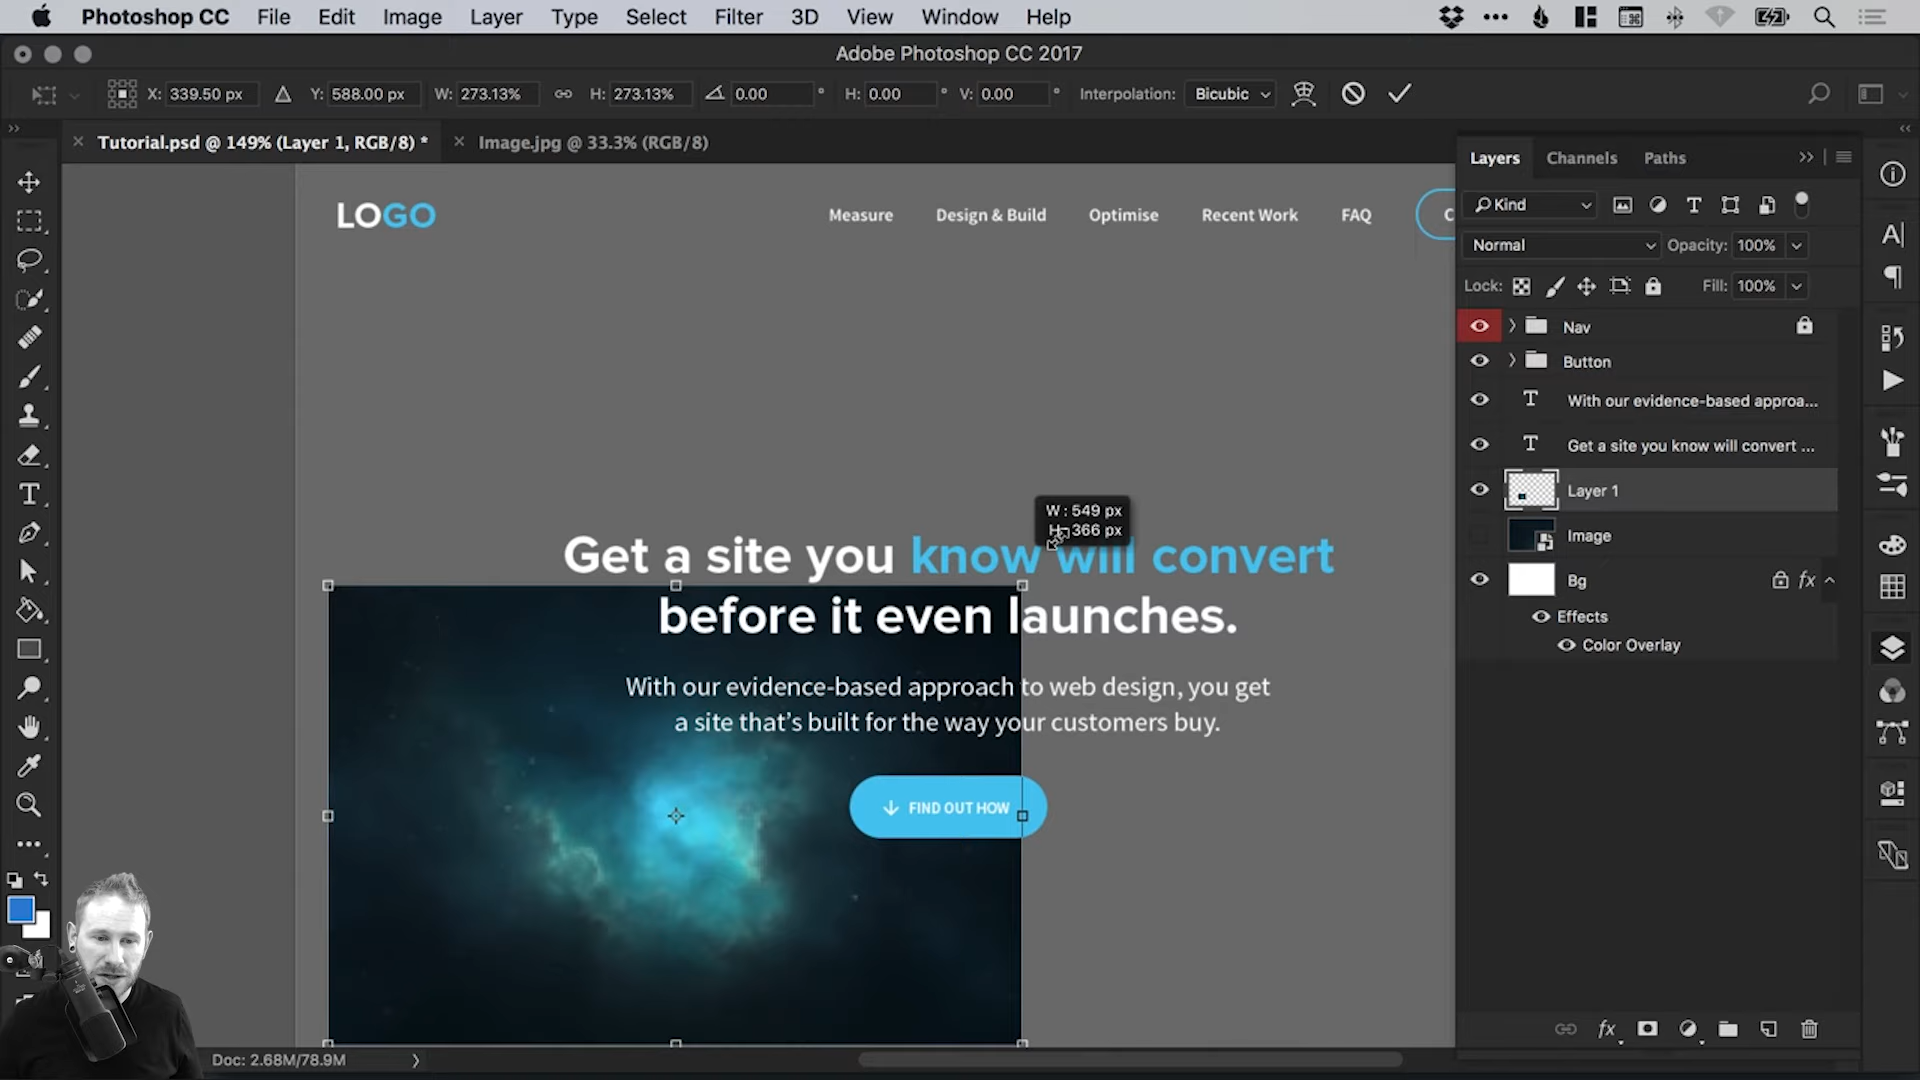 Photoshop CC File Edit Image Layer Type Select Filter 3D View Window Help
Adobe Photoshop CC 2017
X: 339.50 px Y: 588.00 px W: 273.13% H: 273.13% 0.00 ° H: 0.00 ° V: 0.00 ° Interpolation: Bicubic
Tutorial.psd @ 149% (Layer 1, RGB/8) * Image.jpg @ 33.3% (RGB/8)
LOGO
Measure Design & Build Optimise Recent Work FAQ C
W : 549 px
H : 366 px
Get a site you know will convert
before it even launches.
With our evidence-based approach to web design, you get
a site that's built for the way your customers buy.
FIND OUT HOW
Layers Channels Paths
Kind
Normal Opacity: 100%
Lock: Fill: 100%
Nav
Button
T With our evidence-based approa...
T Get a site you know will convert ...
Layer 1
Image
Bg fx
Effects
Color Overlay
fx
Doc: 2.68M/78.9M